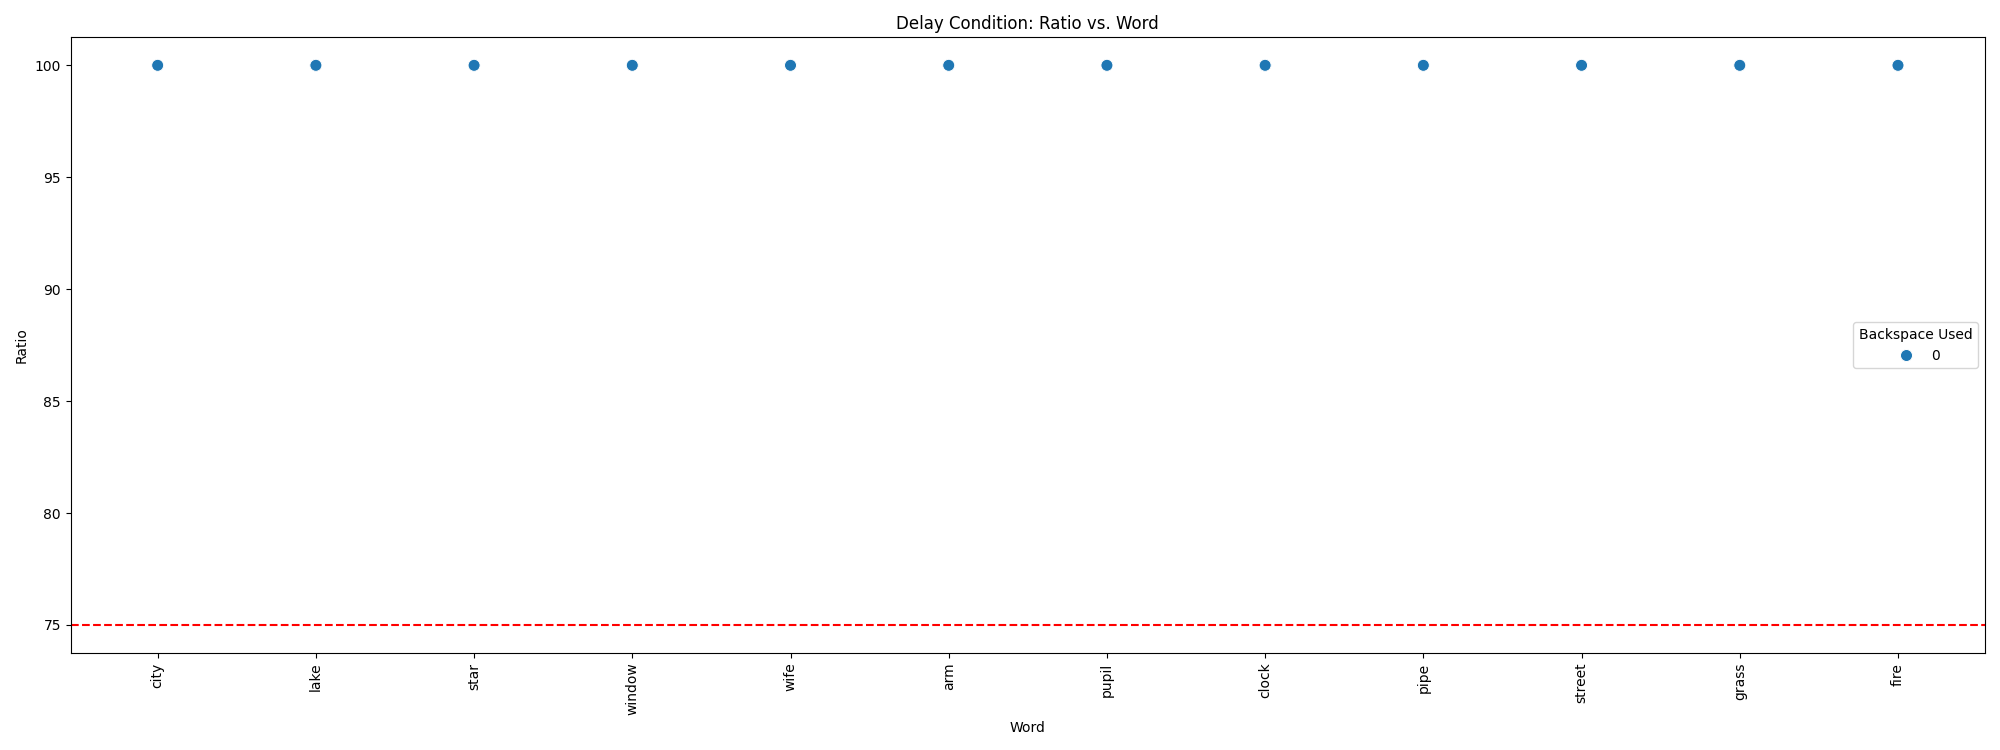 Delay Condition: Ratio vs. Word
100
95
90
85
80
75
Ratio
Backspace Used
0
city
lake
star
window
wife
arm
pupil
clock
pipe
street
grass
fire
Word